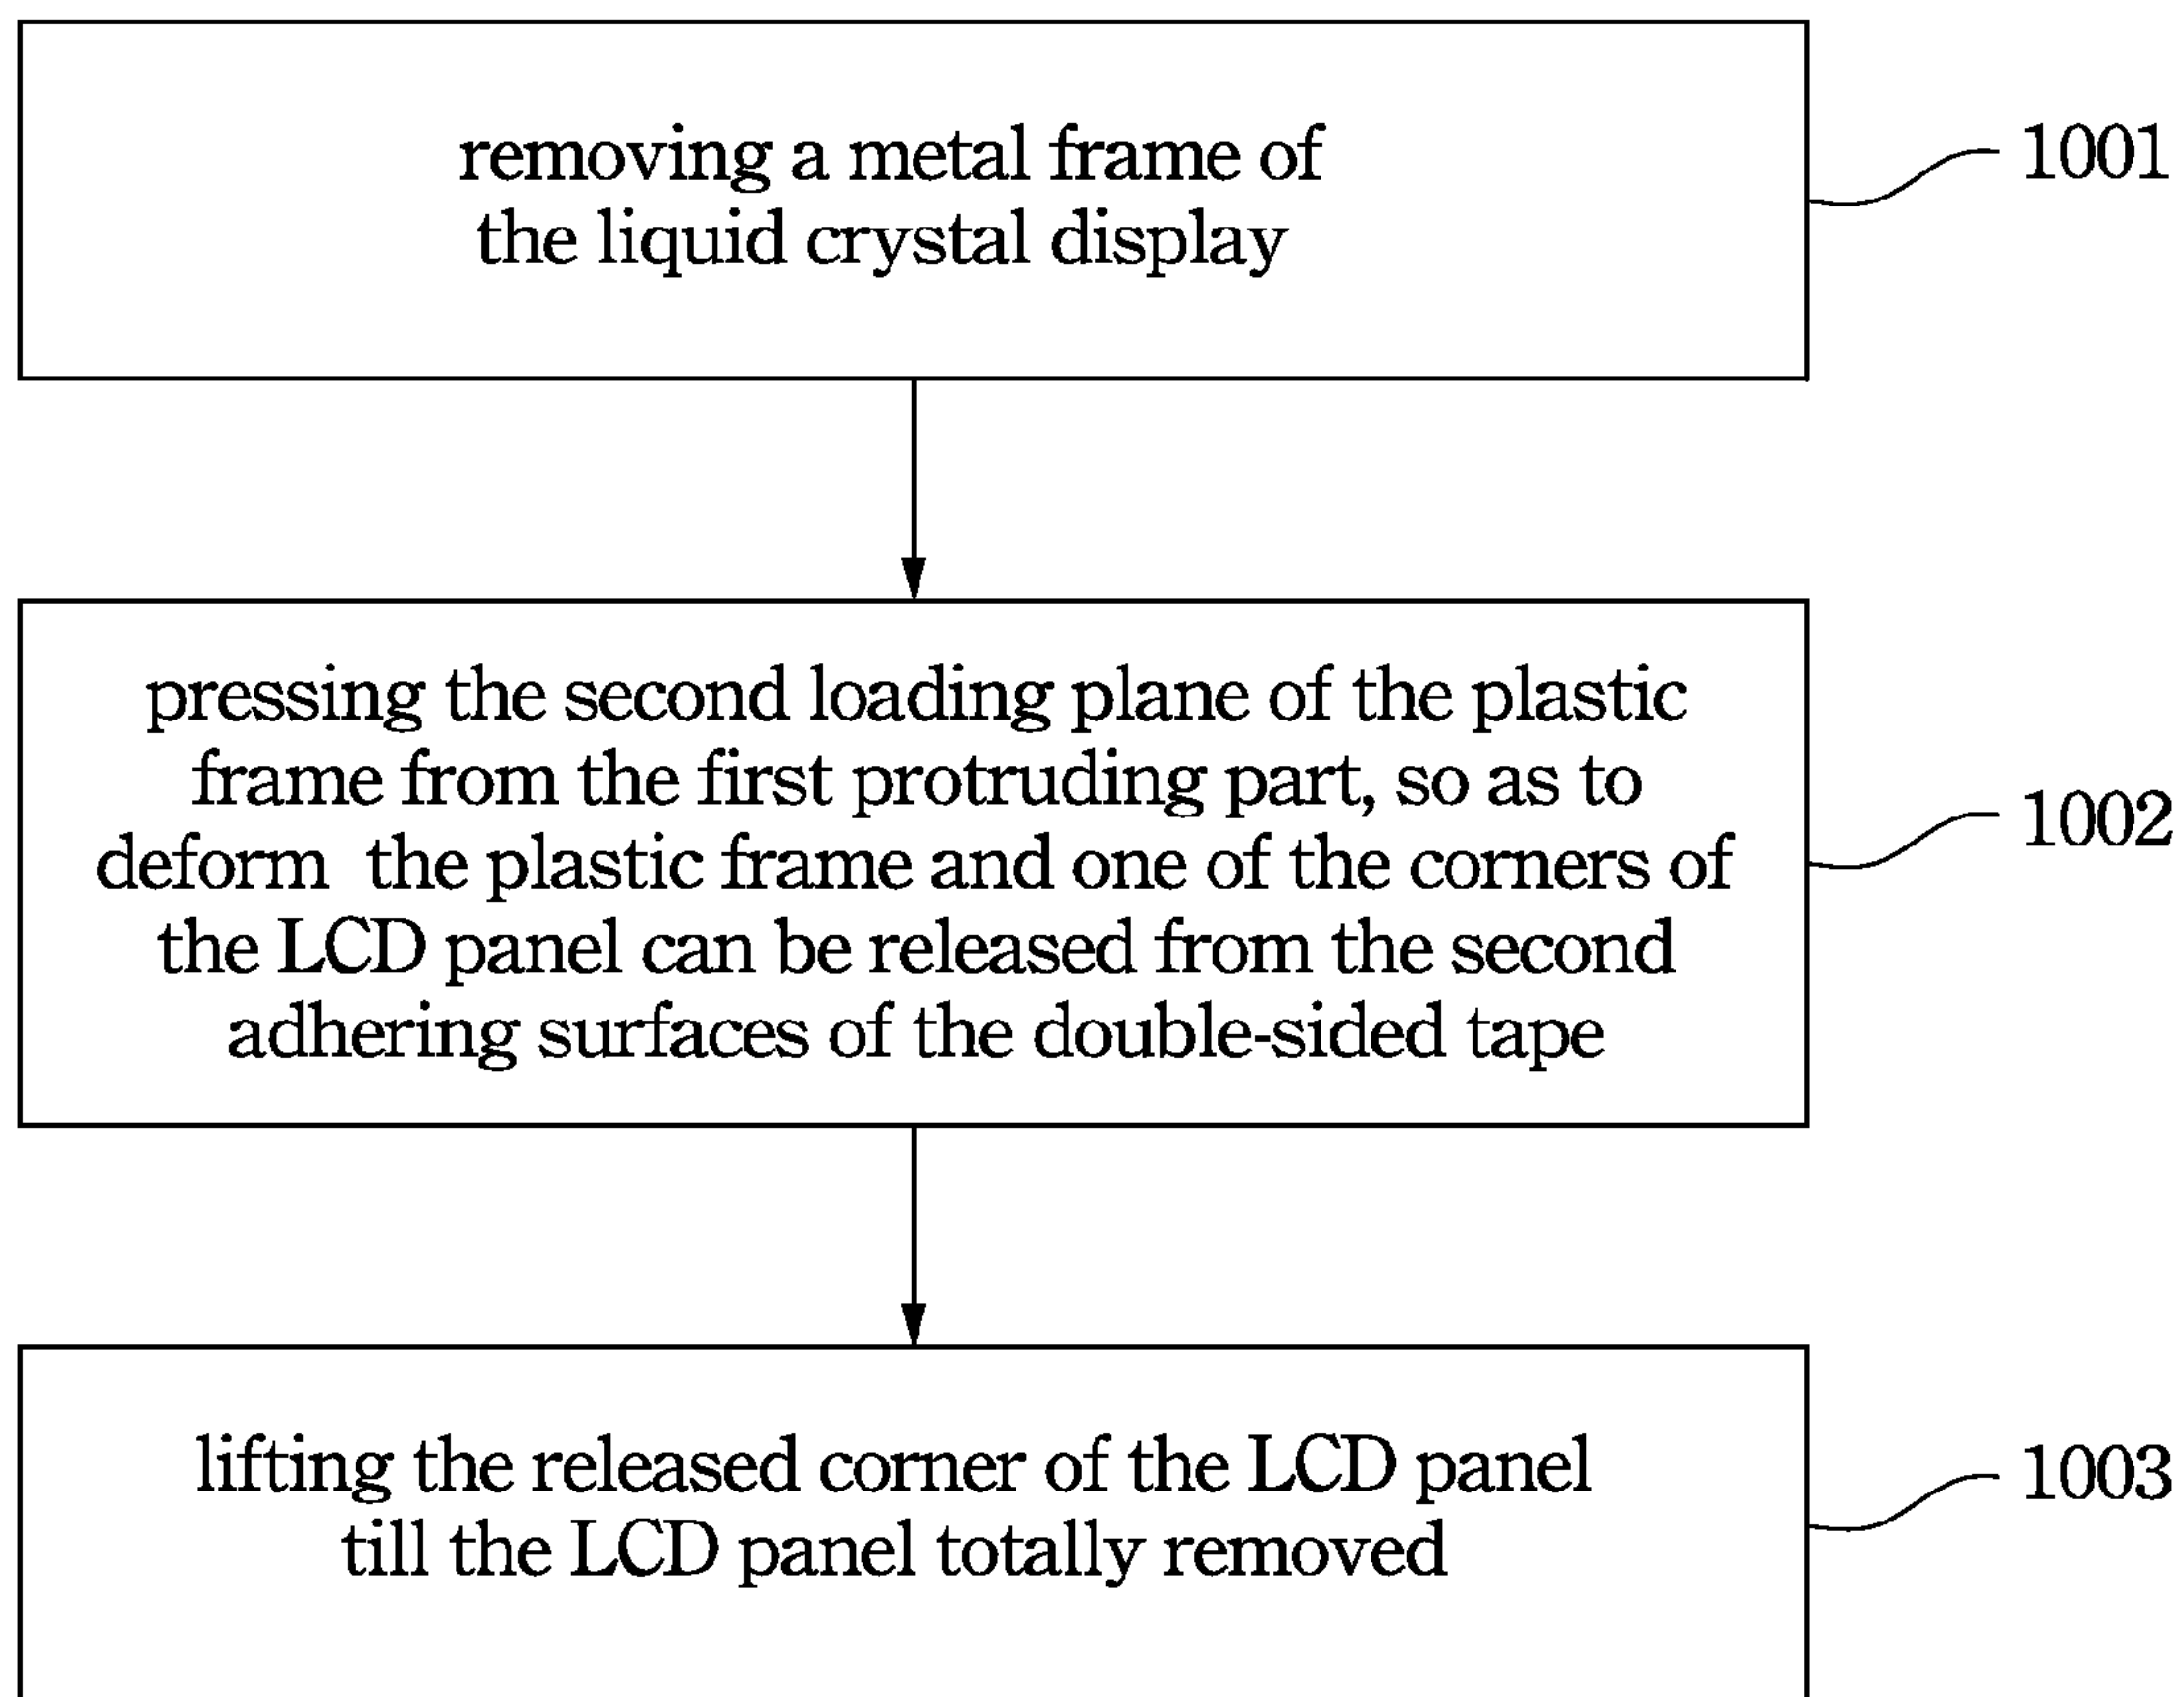 removing a metal frame of
the liquid crystal display
1001
pressing the second loading plane of the plastic
frame from the first protruding part, so as to
deform the plastic frame and one of the corners of
the LCD panel can be released from the second
adhering surfaces of the double-sided tape
1002
lifting the released corner of the LCD panel
till the LCD panel totally removed
1003